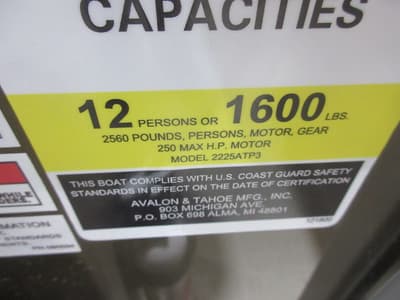 CAPACITIES
12 PERSONS OR 1600 LBS.
2560 POUNDS, PERSONS, MOTOR, GEAR
250 MAX H.P. MOTOR
MODEL 2225ATP3
THIS BOAT COMPLIES WITH U.S. COAST GUARD SAFETY
STANDARDS IN EFFECT ON THE DATE OF CERTIFICATION
AVALON & TAHOE MFG., INC.
903 MICHIGAN AVE.
P.O. BOX 698 ALMA, MI 48801
STANDARDS